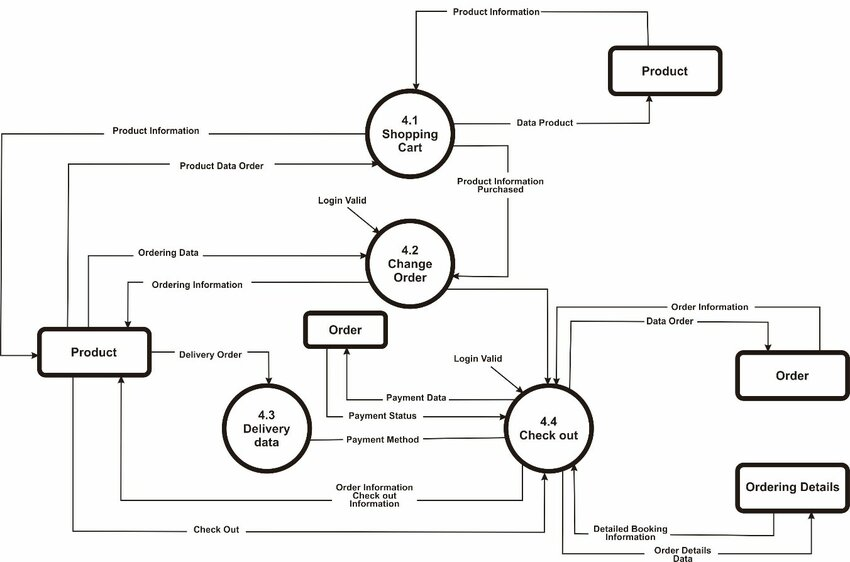 Product Information
Product
4.1
Shopping
Cart
Data Product
Product Information
Product Data Order
Product Information
Purchased
Login Valid
4.2
Change
Order
Ordering Data
Ordering Information
Order Information
Data Order
Order
Product
Delivery Order
Login Valid
Order
4.3
Delivery
data
Payment Data
Payment Status
Payment Method
4.4
Check out
Order Information
Check out
Information
Ordering Details
Check Out
Detailed Booking
Information
Order Details
Data